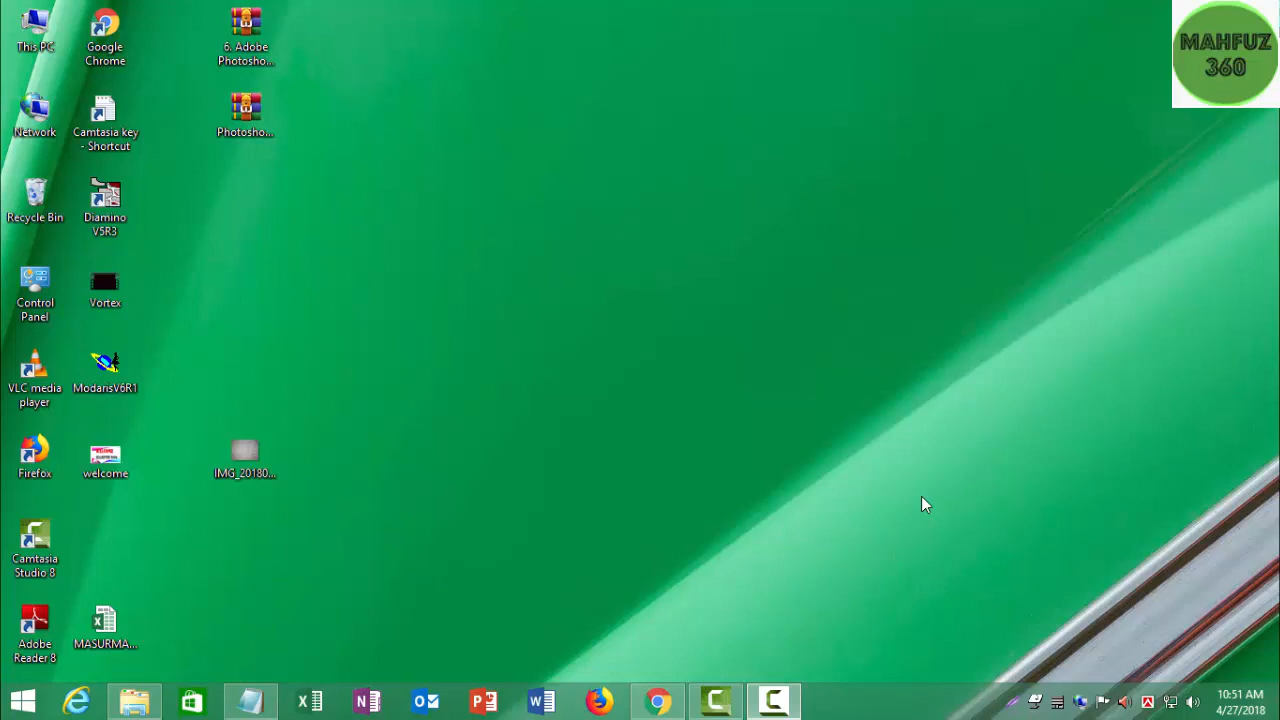 This PC
Google
Chrome
6. Adobe
Photosho...
MAHFUZ
360
Network
Camtasia key
- Shortcut
Photosho...
Recycle Bin
Diamino
V5R3
Control
Panel
Vortex
VLC media
player
ModarisV6R1
Firefox
welcome
IMG_20180...
Camtasia
Studio 8
Adobe
Reader 8
MASURMA...
10:51 AM
4/27/2018